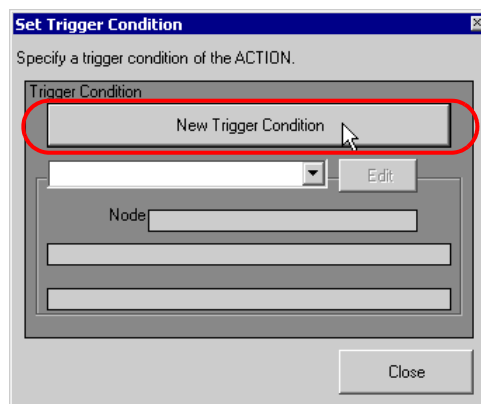 Set Trigger Condition
Specify a trigger condition of the ACTION.
Trigger Condition
New Trigger Condition
Edit
Node
Close